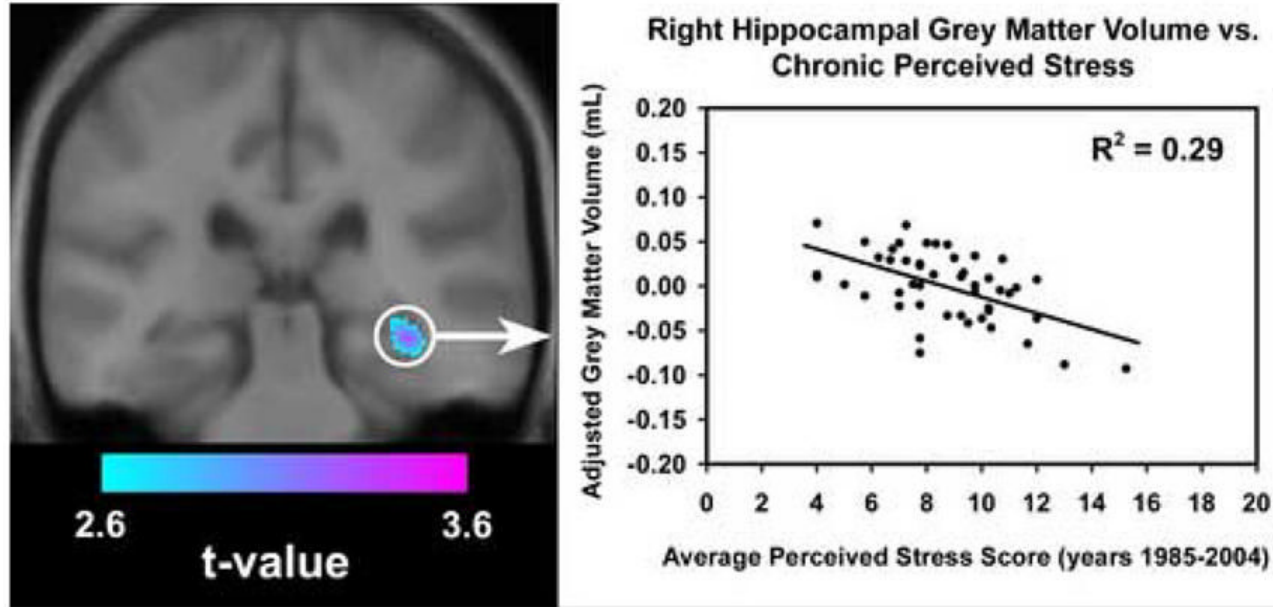 2.6
3.6
t-value
Right Hippocampal Grey Matter Volume vs.
Chronic Perceived Stress
Adjusted Grey Matter Volume (mL)
0.20
0.15
0.10
0.05
0.00
-0.05
-0.10
-0.15
-0.20
R² = 0.29
0 2 4 6 8 10 12 14 16 18 20
Average Perceived Stress Score (years 1985-2004)